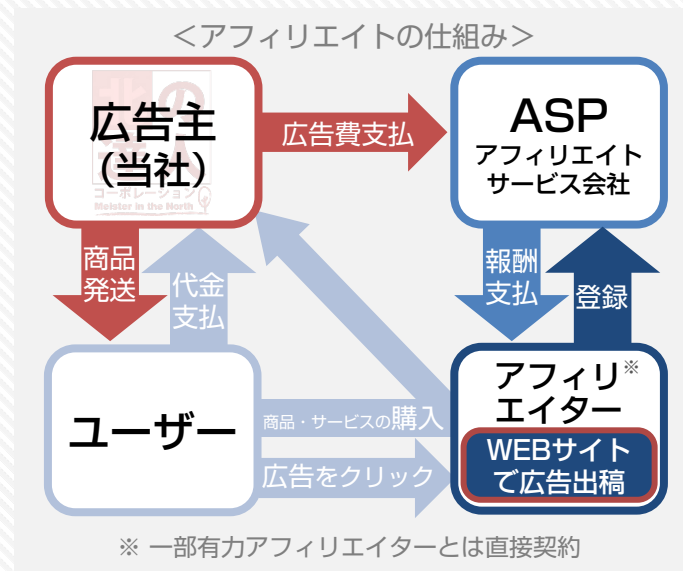 ＜アフィリエイトの仕組み＞
北の達人
コーポレーション
Meister in the North
広告主
（当社）
広告費支払
ASP
アフィリエイト
サービス会社
商品
発送
代金
支払
報酬
支払
登録
ユーザー
商品・サービスの購入
広告をクリック
アフィリ※
エイター
WEBサイト
で広告出稿
※ 一部有力アフィリエイターとは直接契約